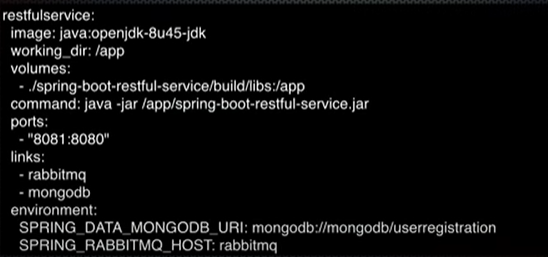 restfulservice:
  image: java:openjdk-8u45-jdk
  working_dir: /app
  volumes:
    - ./spring-boot-restful-service/build/libs:/app
  command: java -jar /app/spring-boot-restful-service.jar
  ports:
    - "8081:8080"
  links:
    - rabbitmq
    - mongodb
  environment:
    SPRING_DATA_MONGODB_URI: mongodb://mongodb/userregistration
    SPRING_RABBITMQ_HOST: rabbitmq